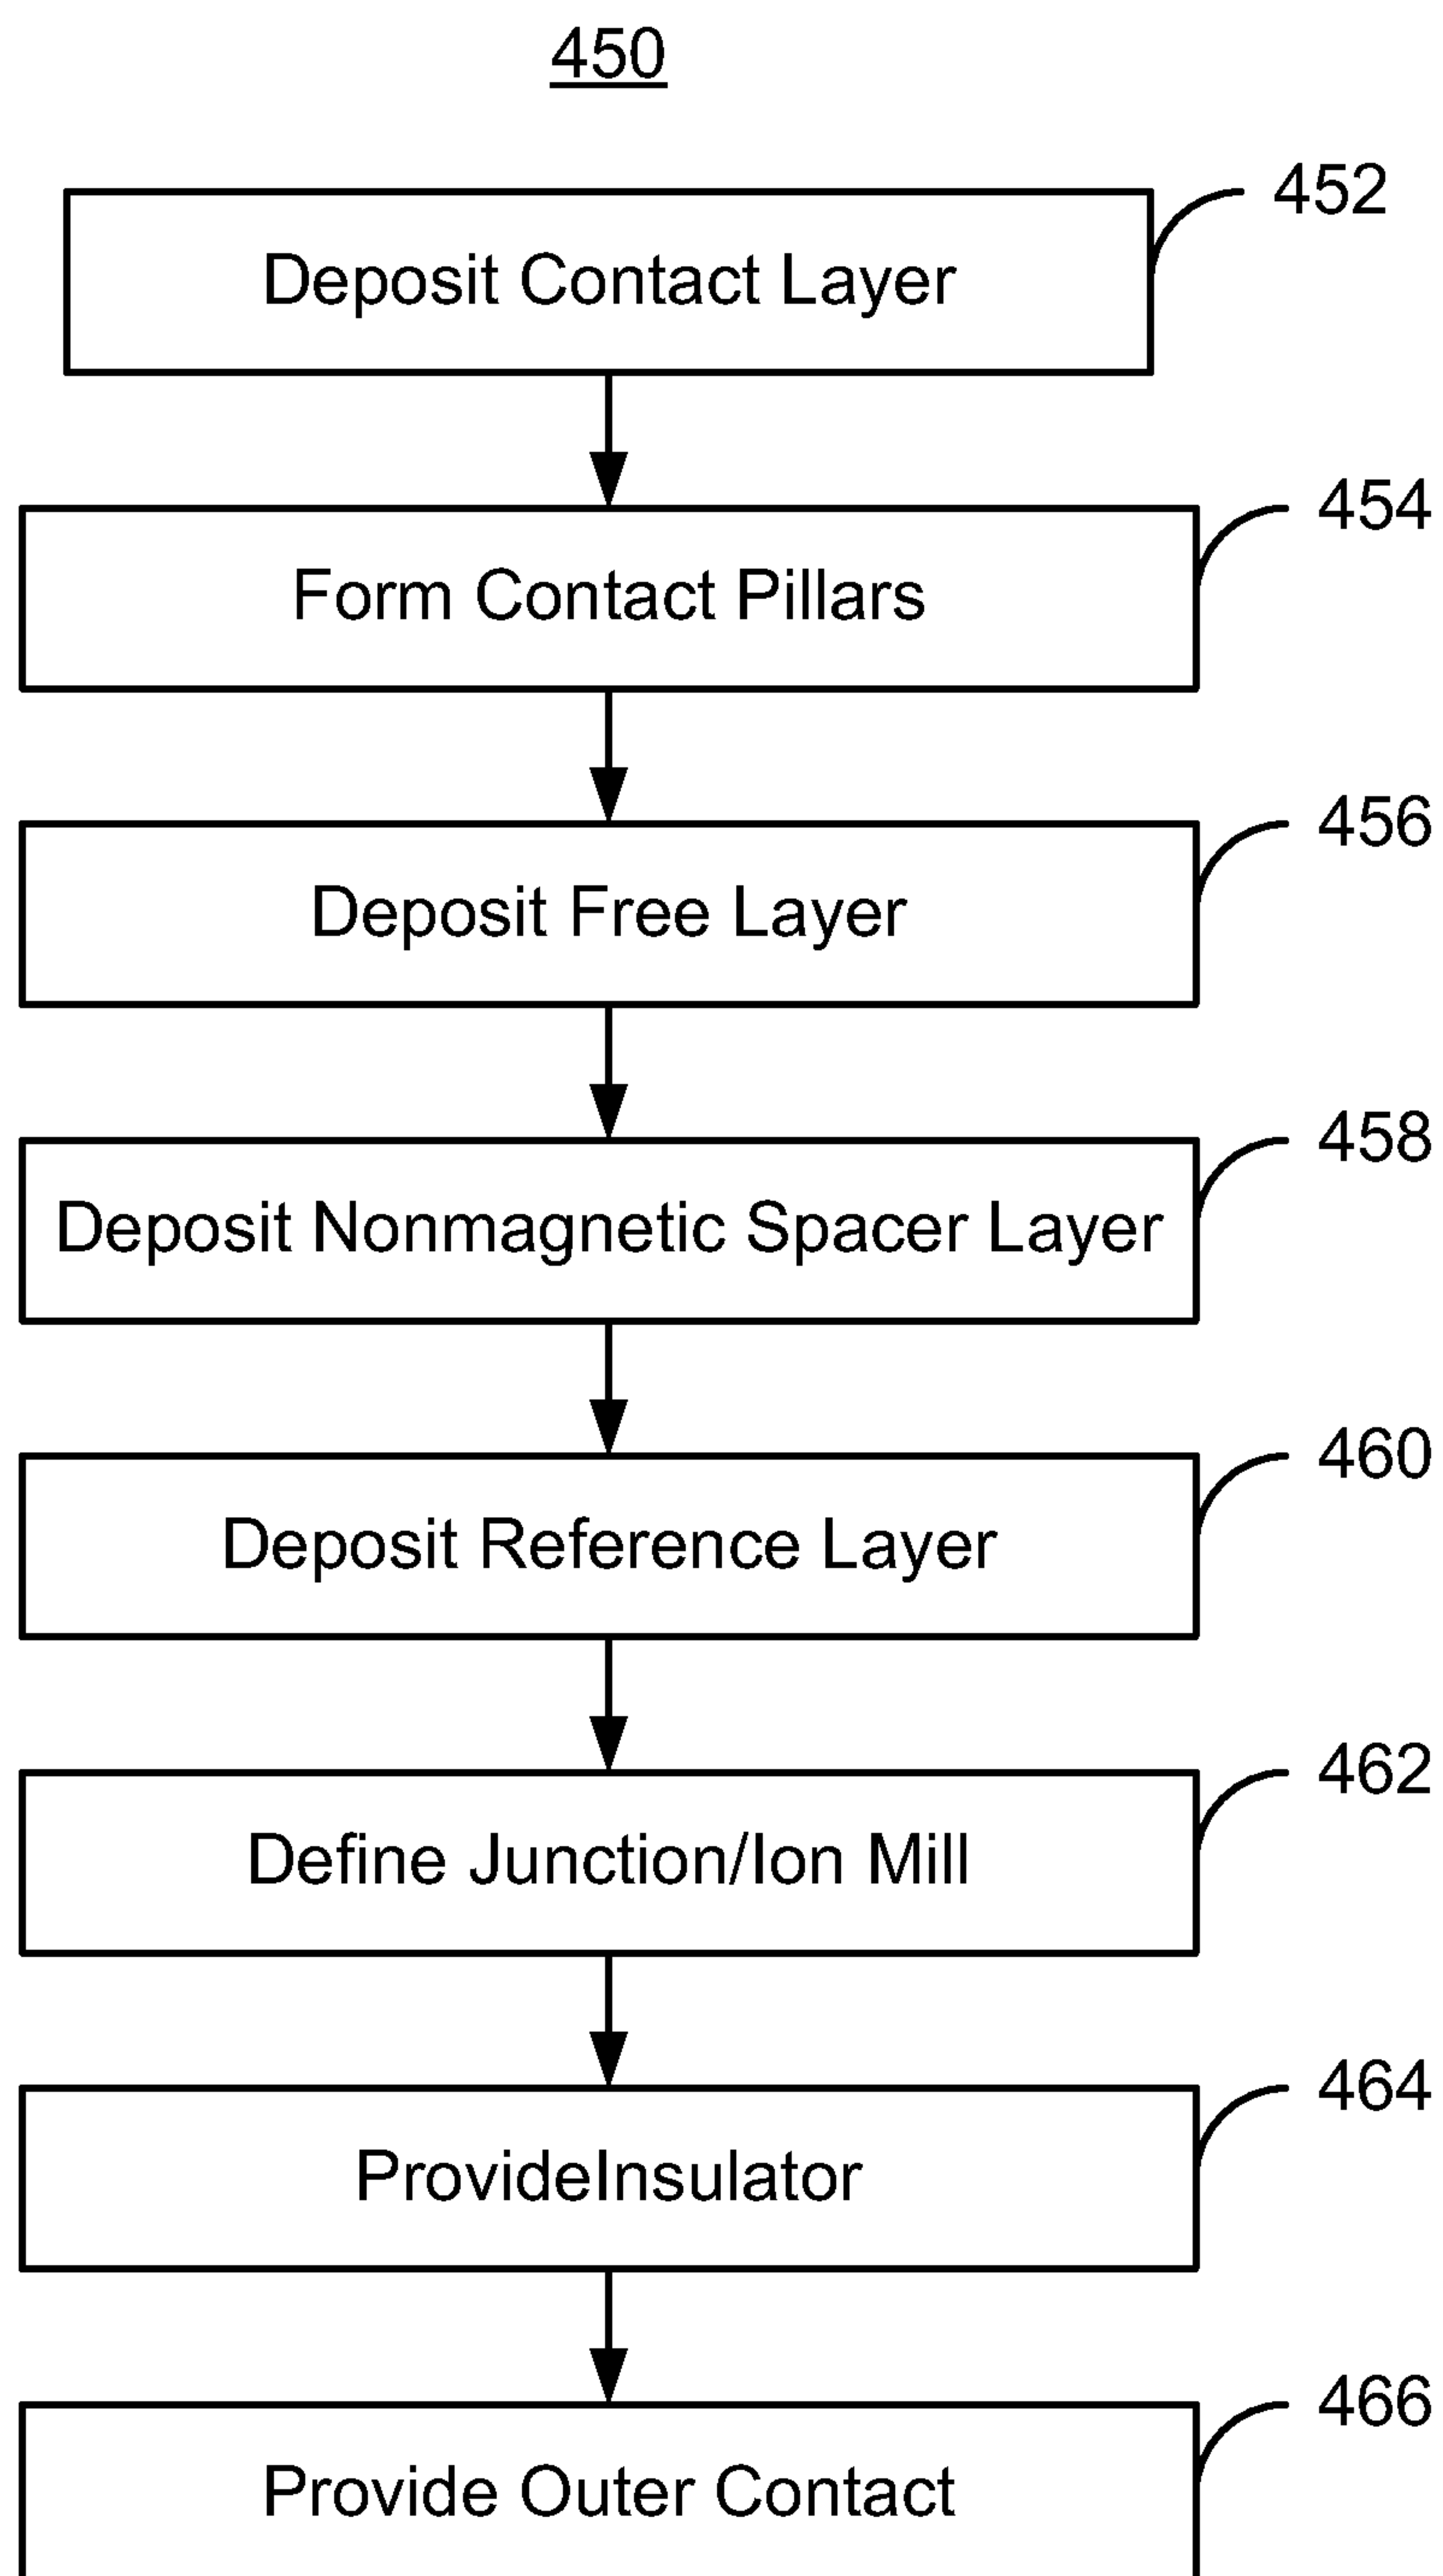 450
452
Deposit Contact Layer
454
Form Contact Pillars
456
Deposit Free Layer
458
Deposit Nonmagnetic Spacer Layer
460
Deposit Reference Layer
462
Define Junction/Ion Mill
464
ProvideInsulator
466
Provide Outer Contact